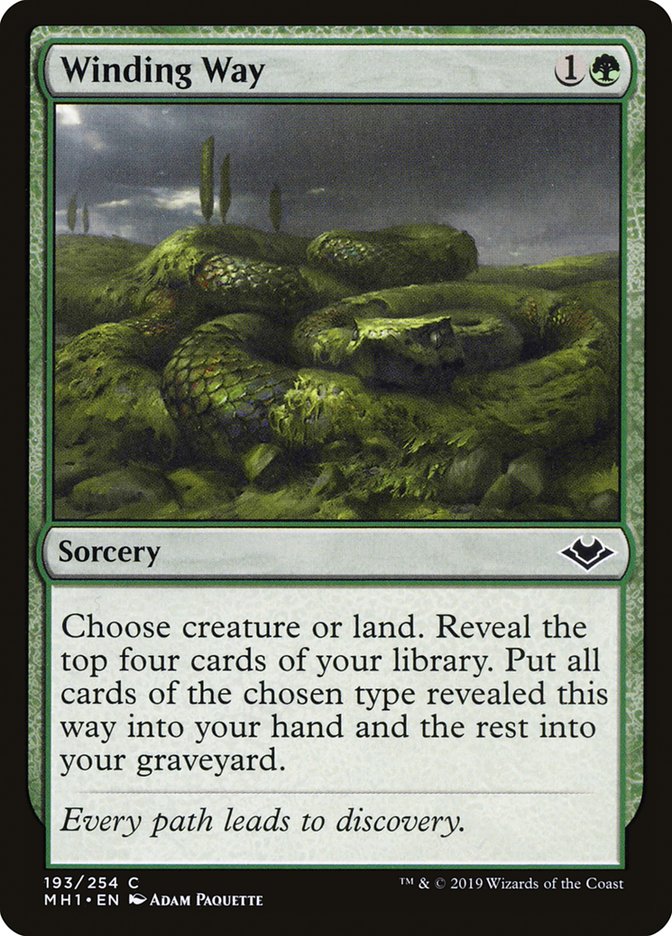 Winding Way 1
Sorcery
Choose creature or land. Reveal the
top four cards of your library. Put all
cards of the chosen type revealed this
way into your hand and the rest into
your graveyard.
Every path leads to discovery.
193/254 C
MH1•EN Adam Paquette
™ & © 2019 Wizards of the Coast